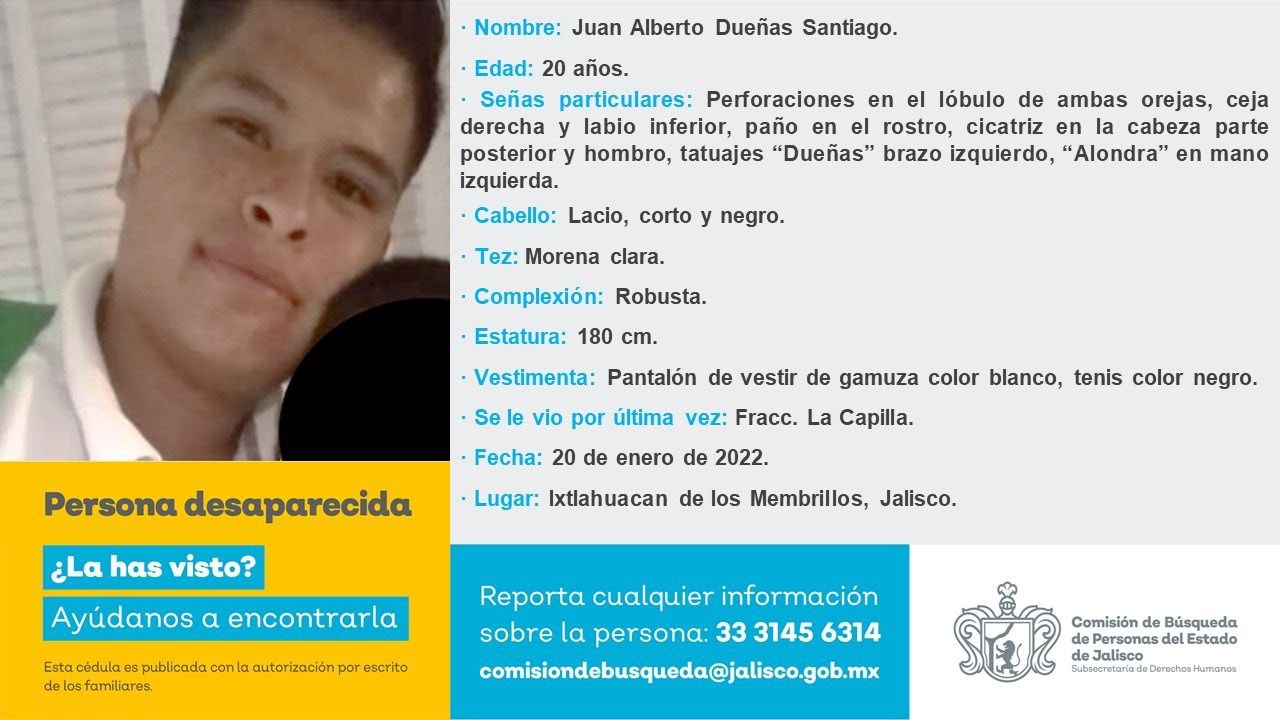 · Nombre: Juan Alberto Dueñas Santiago.
· Edad: 20 años.
· Señas particulares: Perforaciones en el lóbulo de ambas orejas, ceja
derecha y labio inferior, paño en el rostro, cicatriz en la cabeza parte
posterior y hombro, tatuajes “Dueñas” brazo izquierdo, “Alondra” en mano
izquierda.
· Cabello: Lacio, corto y negro.
· Tez: Morena clara.
· Complexión: Robusta.
· Estatura: 180 cm.
· Vestimenta: Pantalón de vestir de gamuza color blanco, tenis color negro.
· Se le vio por última vez: Fracc. La Capilla.
· Fecha: 20 de enero de 2022.
· Lugar: Ixtlahuacan de los Membrillos, Jalisco.
Persona desaparecida
¿La has visto?
Ayúdanos a encontrarla
Esta cédula es publicada con la autorización por escrito
de los familiares.
Reporta cualquier información
sobre la persona: 33 3145 6314
comisiondebusqueda@jalisco.gob.mx
Comisión de Búsqueda
de Personas del Estado
de Jalisco
Subsecretaría de Derechos Humanos